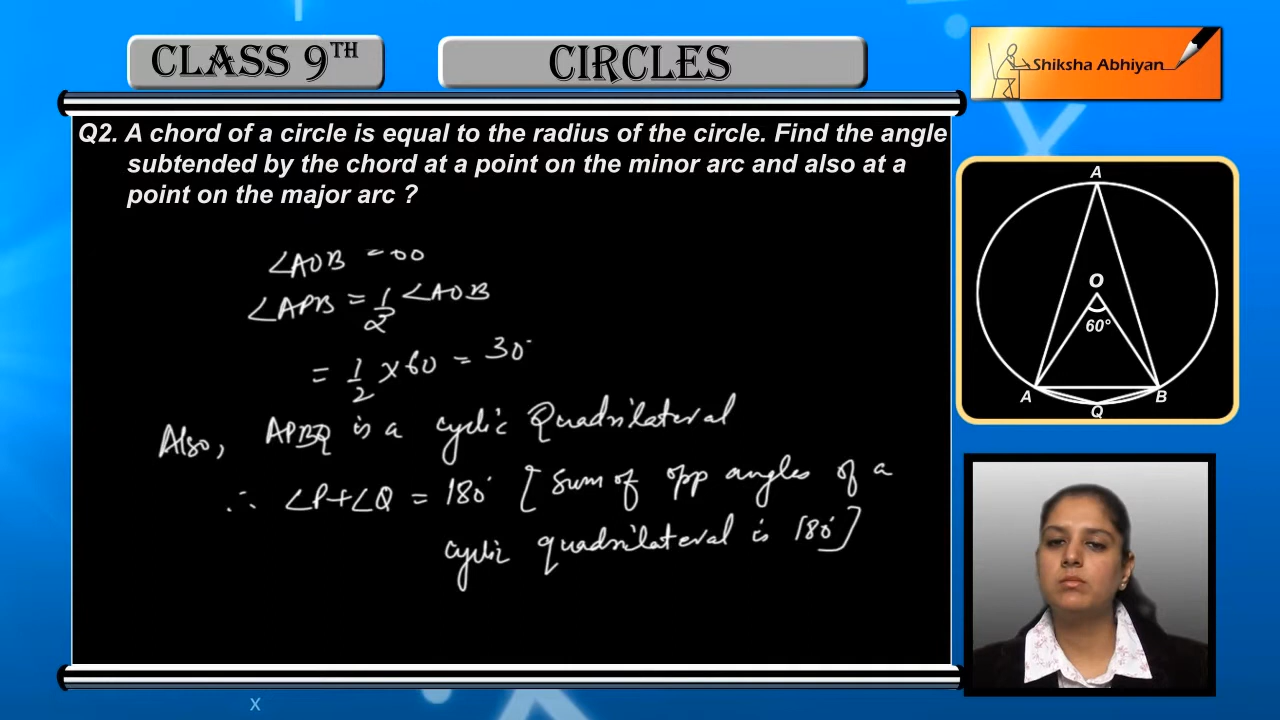 CLASS 9TH
CIRCLES
Shiksha Abhiyan
Q2. A chord of a circle is equal to the radius of the circle. Find the angle
subtended by the chord at a point on the minor arc and also at a
point on the major arc ?
∠AOB = 60
∠APB = 1/2 ∠AOB
= 1/2 × 60 = 30°
Also, APBQ is a cyclic Quadrilateral
∴ ∠P+∠Q = 180° [Sum of opp angles of a
cyclic quadrilateral is 180°]
A
O
60°
A
B
Q